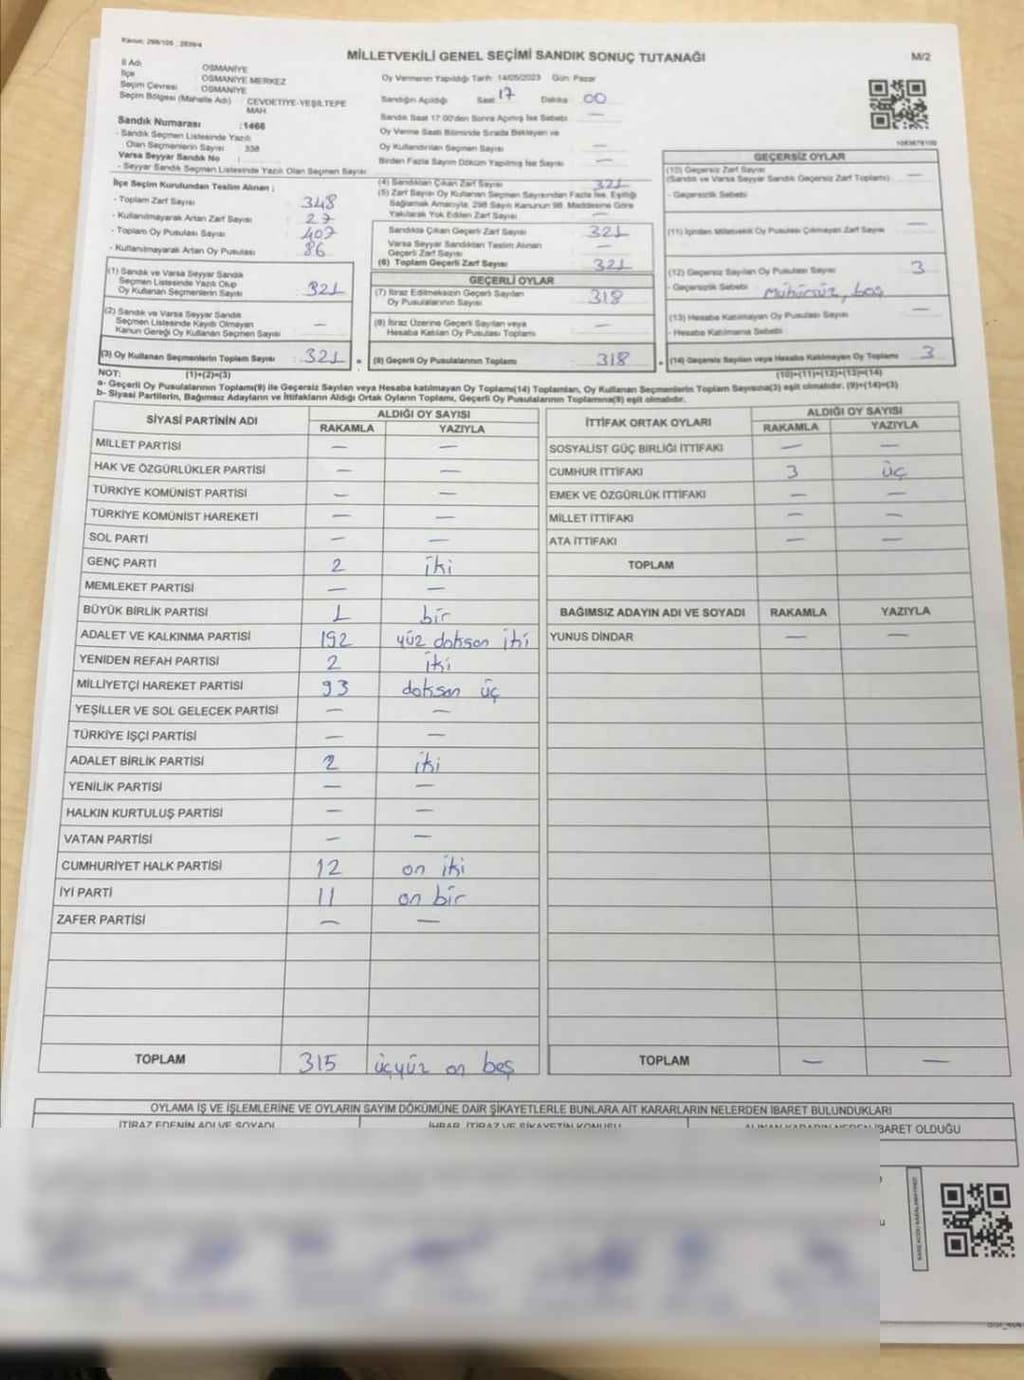 Kanun: 298/105 , 2839/4
MİLLETVEKİLİ GENEL SEÇİMİ SANDIK SONUÇ TUTANAĞI
M/2
İl Adı OSMANİYE
İlçe OSMANİYE MERKEZ
Seçim Çevresi OSMANİYE
Seçim Bölgesi (Mahalle Adı) CEVDETİYE-YEŞİLTEPE MAH
Sandık Numarası :1466
- Sandık Seçmen Listesinde Yazılı
Olan Seçmenlerin Sayısı 338
Varsa Seyyar Sandık No
- Seyyar Sandık Seçmen Listesinde Yazılı Olan Seçmen Sayısı
Oy Vermenin Yapıldığı Tarih 14/05/2023 Gün Pazar
Sandığın Açıldığı Saat 17 Dakika 00
Sandık Saat 17:00'den Sonra Açılmış İse Sebebi —
Oy Verme Saati Bitiminde Sırada Bekleyen ve
Oy Kullandırılan Seçmen Sayısı —
Birden Fazla Sayım Döküm Yapılmış İse Sayısı —
İlçe Seçim Kurulundan Teslim Alınan ;
- Toplam Zarf Sayısı 348
- Kullanılmayarak Artan Zarf Sayısı 27
- Toplam Oy Pusulası Sayısı 407
- Kullanılmayarak Artan Oy Pusulası 86
(1) Sandık ve Varsa Seyyar Sandık
Seçmen Listesinde Yazılı Olup
Oy Kullanan Seçmenlerin Sayısı 321
(2) Sandık ve Varsa Seyyar Sandık
Seçmen Listesinde Kayıtlı Olmayan
Kanun Gereği Oy Kullanan Seçmen Sayısı —
(3) Oy Kullanan Seçmenlerin Toplam Sayısı 321
(4) Sandıktan Çıkan Zarf Sayısı 321
(5) Zarf Sayısı Oy Kullanan Seçmen Sayısından Fazla İse, Eşitliği
Sağlamak Amacıyla, 298 Sayılı Kanunun 98. Maddesine Göre
Yakılarak Yok Edilen Zarf Sayısı —
Sandıkta Çıkan Geçerli Zarf Sayısı 321
Varsa Seyyar Sandıktan Teslim Alınan
Geçerli Zarf Sayısı —
(6) Toplam Geçerli Zarf Sayısı 321
GEÇERLİ OYLAR
(7) İtiraz Edilmeksizin Geçerli Sayılan
Oy Pusulalarının Sayısı 318
(8) İtiraz Üzerine Geçerli Sayılan veya
Hesaba Katılan Oy Pusulası Toplamı —
(9) Geçerli Oy Pusulalarının Toplamı 318
GEÇERSİZ OYLAR
(10) Geçersiz Zarf Sayısı
(Sandık ve Varsa Seyyar Sandık Geçersiz Zarf Toplamı) —
- Geçersizlik Sebebi
(11) İçinden Milletvekili Oy Pusulası Çıkmayan Zarf Sayısı —
(12) Geçersiz Sayılan Oy Pusulası Sayısı 3
- Geçersizlik Sebebi mühürsüz, boş
(13) Hesaba Katılmayan Oy Pusulası Sayısı —
- Hesaba Katılmama Sebebi
(14) Geçersiz Sayılan veya Hesaba Katılmayan Oy Toplamı 3
NOT: (1)+(2)=(3) (10)+(11)+(12)+(13)=(14)
a- Geçerli Oy Pusulalarının Toplamı(9) ile Geçersiz Sayılan veya Hesaba katılmayan Oy Toplamı(14) Toplamları, Oy Kullanan Seçmenlerin Toplam Sayısına(3) eşit olmalıdır. (9)+(14)=(3)
b- Siyasi Partilerin, Bağımsız Adayların ve İttifakların Aldığı Ortak Oyların Toplamı, Geçerli Oy Pusulalarının Toplamına(9) eşit olmalıdır.
SİYASİ PARTİNİN ADI ALDIĞI OY SAYISI
RAKAMLA YAZIYLA
MİLLET PARTİSİ — —
HAK VE ÖZGÜRLÜKLER PARTİSİ — —
TÜRKİYE KOMÜNİST PARTİSİ — —
TÜRKİYE KOMÜNİST HAREKETİ — —
SOL PARTİ — —
GENÇ PARTİ 2 iki
MEMLEKET PARTİSİ — —
BÜYÜK BİRLİK PARTİSİ 1 bir
ADALET VE KALKINMA PARTİSİ 192 yüz doksan iki
YENİDEN REFAH PARTİSİ 2 iki
MİLLİYETÇİ HAREKET PARTİSİ 93 doksan üç
YEŞİLLER VE SOL GELECEK PARTİSİ — —
TÜRKİYE İŞÇİ PARTİSİ — —
ADALET BİRLİK PARTİSİ 2 iki
YENİLİK PARTİSİ — —
HALKIN KURTULUŞ PARTİSİ — —
VATAN PARTİSİ — —
CUMHURİYET HALK PARTİSİ 12 on iki
İYİ PARTİ 11 on bir
ZAFER PARTİSİ — —
TOPLAM 315 üçyüz on beş
İTTİFAK ORTAK OYLARI ALDIĞI OY SAYISI
RAKAMLA YAZIYLA
SOSYALİST GÜÇ BİRLİĞİ İTTİFAKI — —
CUMHUR İTTİFAKI 3 üç
EMEK VE ÖZGÜRLÜK İTTİFAKI — —
MİLLET İTTİFAKI — —
ATA İTTİFAKI — —
TOPLAM
BAĞIMSIZ ADAYIN ADI VE SOYADI RAKAMLA YAZIYLA
YUNUS DİNDAR — —
TOPLAM — —
OYLAMA İŞ VE İŞLEMLERİNE VE OYLARIN SAYIM DÖKÜMÜNE DAİR ŞİKAYETLERLE BUNLARA AİT KARARLARIN NELERDEN İBARET BULUNDUKLARI
İTİRAZ EDENİN ADI VE SOYADI İHBAR, İTİRAZ VE ŞİKAYETİN KONUSU ALINAN KARARIN NEDEN İBARET OLDUĞU